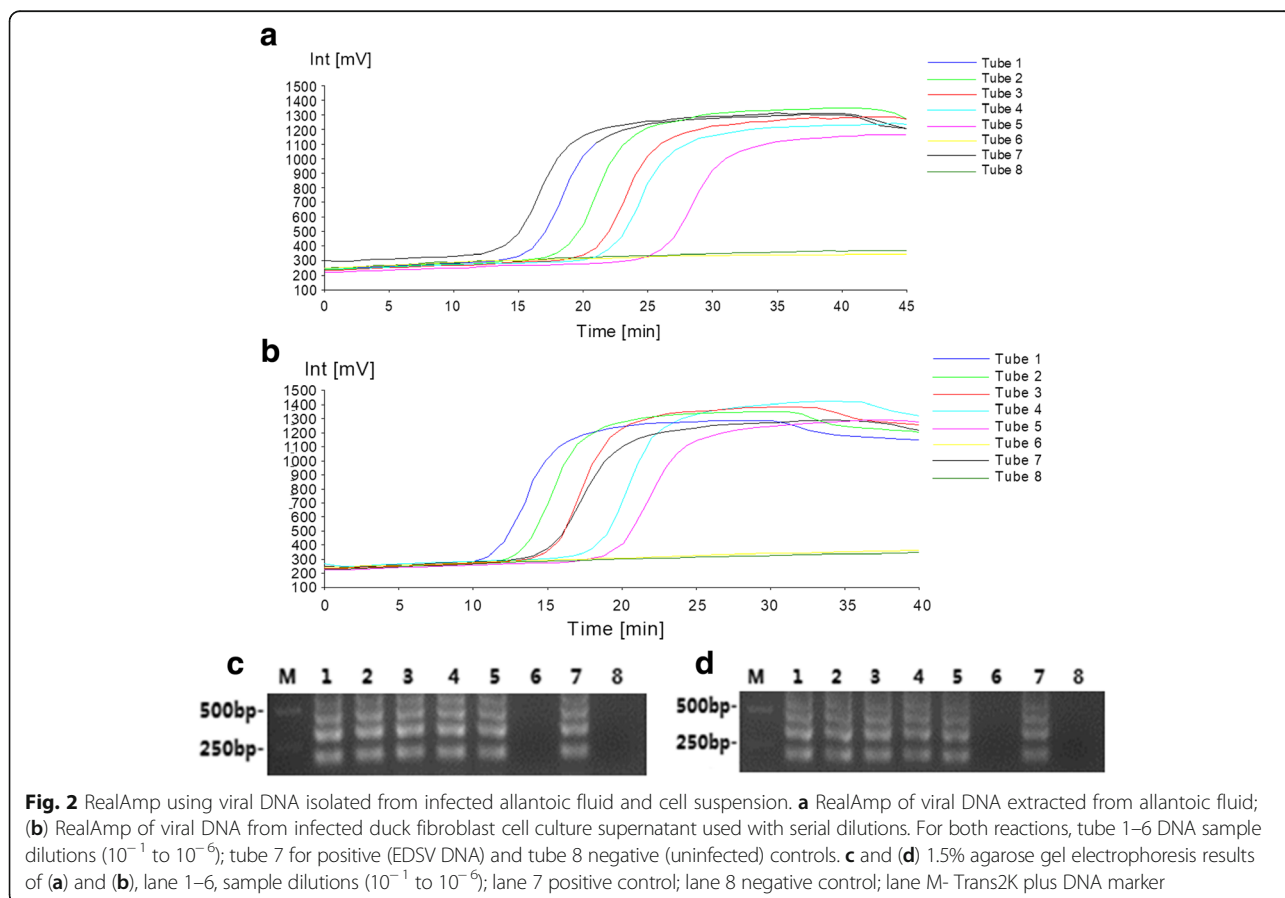 a
Int [mV]
1500
1400
1300
1200
1100
1000
900
800
700
600
500
400
300
200
100
0 5 10 15 20 25 30 35 40 45
Time [min]
Tube 1
Tube 2
Tube 3
Tube 4
Tube 5
Tube 6
Tube 7
Tube 8
b
Int [mV]
1500
1400
1300
1200
1100
1000
900
800
700
600
500
400
300
200
100
0 5 10 15 20 25 30 35 40
Time [min]
Tube 1
Tube 2
Tube 3
Tube 4
Tube 5
Tube 6
Tube 7
Tube 8
c
M 1 2 3 4 5 6 7 8
500bp-
250bp-
d
M 1 2 3 4 5 6 7 8
500bp-
250bp-
Fig. 2 RealAmp using viral DNA isolated from infected allantoic fluid and cell suspension. a RealAmp of viral DNA extracted from allantoic fluid;
(b) RealAmp of viral DNA from infected duck fibroblast cell culture supernatant used with serial dilutions. For both reactions, tube 1–6 DNA sample
dilutions (10⁻¹ to 10⁻⁶); tube 7 for positive (EDSV DNA) and tube 8 negative (uninfected) controls. c and (d) 1.5% agarose gel electrophoresis results
of (a) and (b), lane 1–6, sample dilutions (10⁻¹ to 10⁻⁶); lane 7 positive control; lane 8 negative control; lane M- Trans2K plus DNA marker